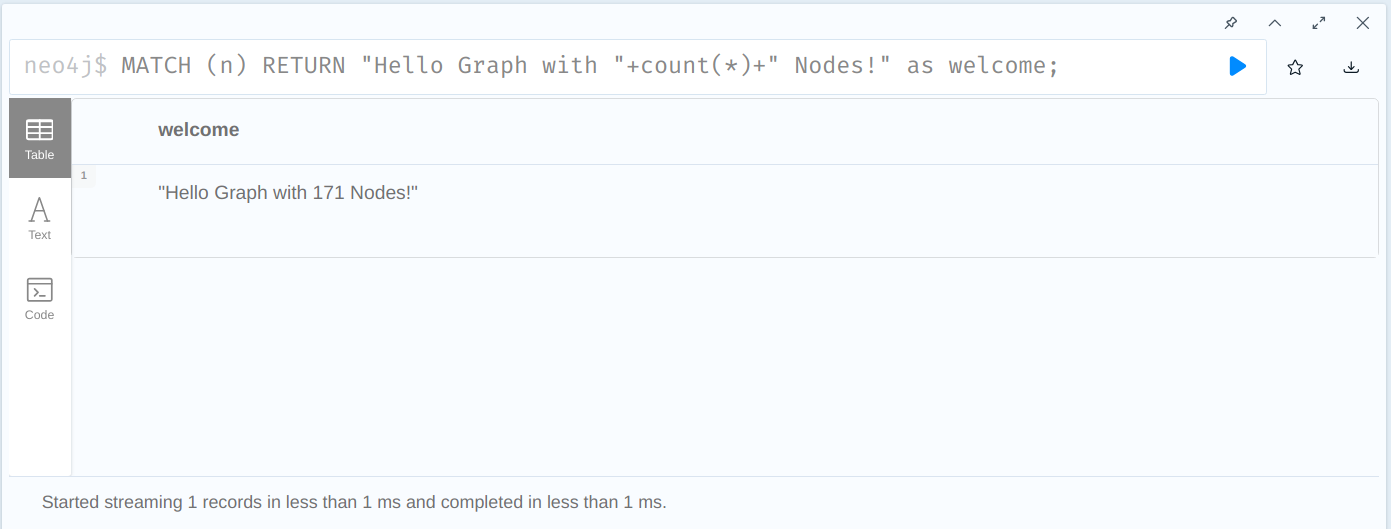 neo4j$ MATCH (n) RETURN "Hello Graph with "+count(*)+" Nodes!" as welcome;
Table
welcome
1
"Hello Graph with 171 Nodes!"
Text
Code
Started streaming 1 records in less than 1 ms and completed in less than 1 ms.